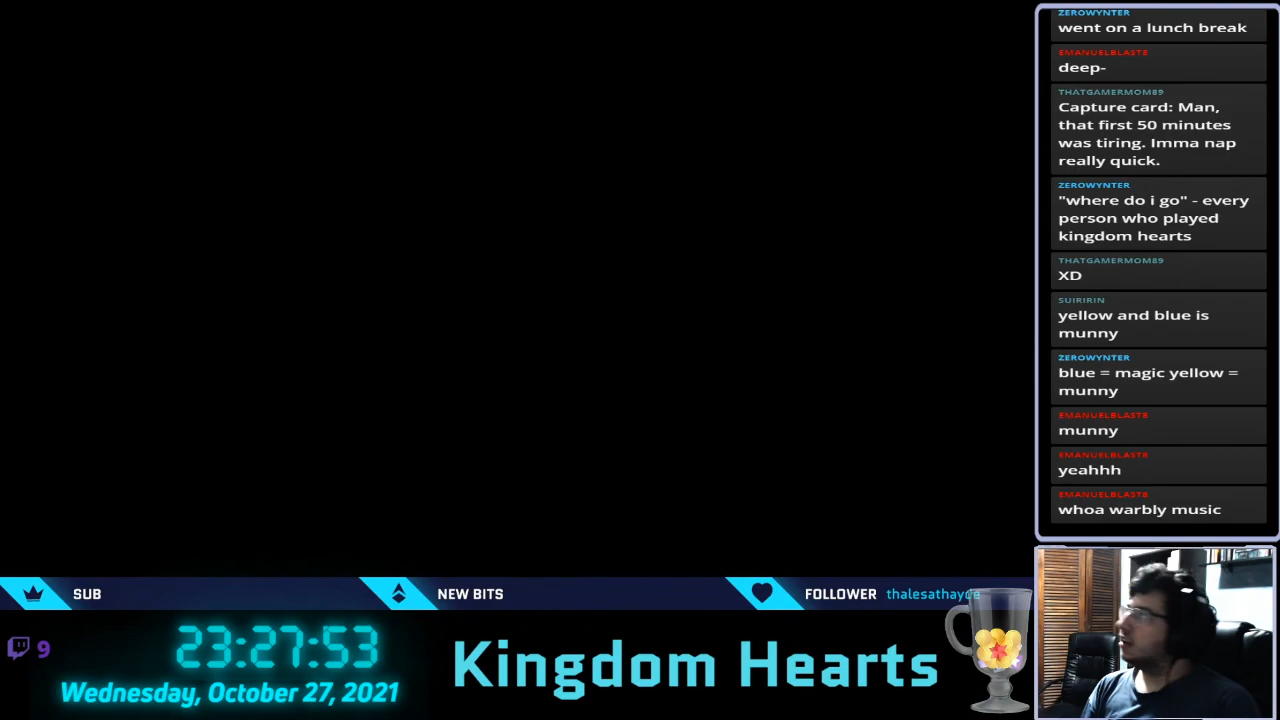 ZEROWYNTER
went on a lunch break
EMANUELBLAST8
deep-
THATGAMERMOM89
Capture card: Man,
that first 50 minutes
was tiring. Imma nap
really quick.
ZEROWYNTER
"where do i go" - every
person who played
kingdom hearts
THATGAMERMOM89
XD
SUIRIRIN
yellow and blue is
munny
ZEROWYNTER
blue = magic yellow =
munny
EMANUELBLAST8
munny
EMANUELBLAST8
yeahhh
EMANUELBLAST8
whoa warbly music
SUB
NEW BITS
FOLLOWER thalesathayde
9
23:27:53
Wednesday, October 27, 2021
Kingdom Hearts